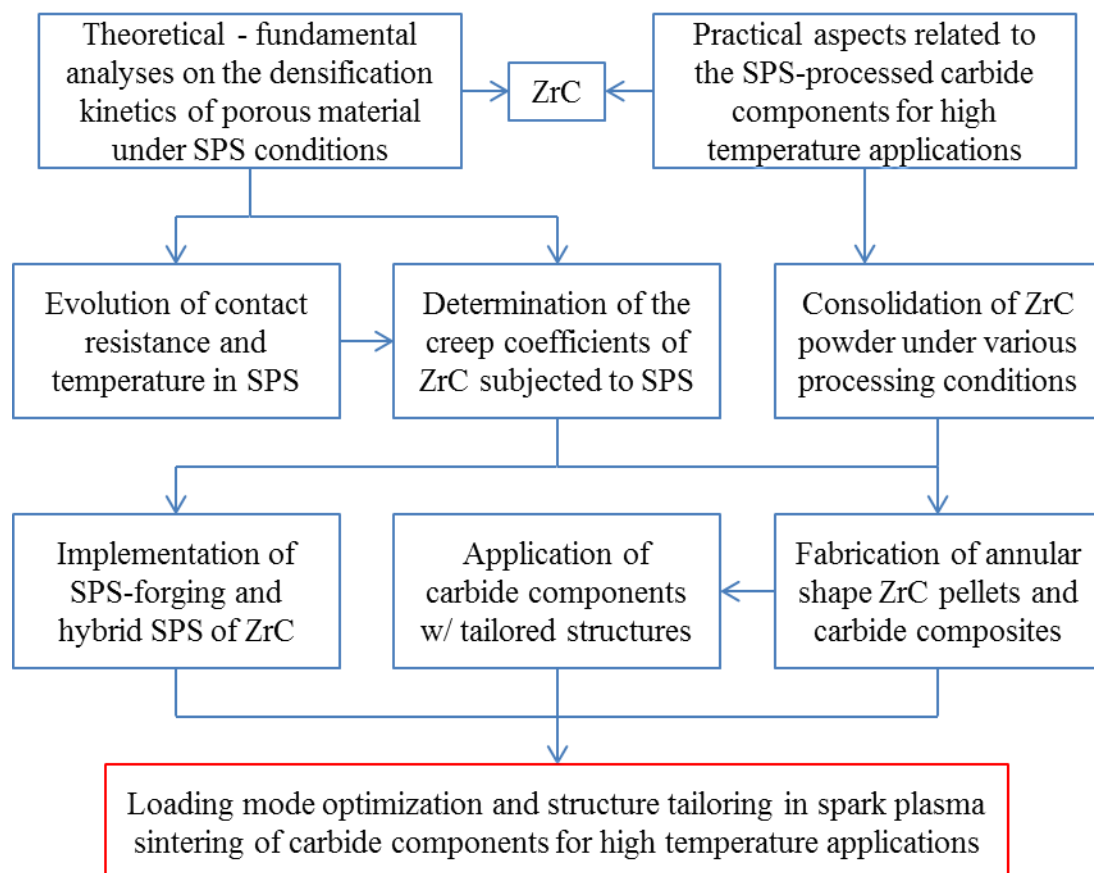 Theoretical - fundamental
analyses on the densification
kinetics of porous material
under SPS conditions
ZrC
Practical aspects related to
the SPS-processed carbide
components for high
temperature applications
Evolution of contact
resistance and
temperature in SPS
Determination of the
creep coefficients of
ZrC subjected to SPS
Consolidation of ZrC
powder under various
processing conditions
Implementation of
SPS-forging and
hybrid SPS of ZrC
Application of
carbide components
w/ tailored structures
Fabrication of annular
shape ZrC pellets and
carbide composites
Loading mode optimization and structure tailoring in spark plasma
sintering of carbide components for high temperature applications